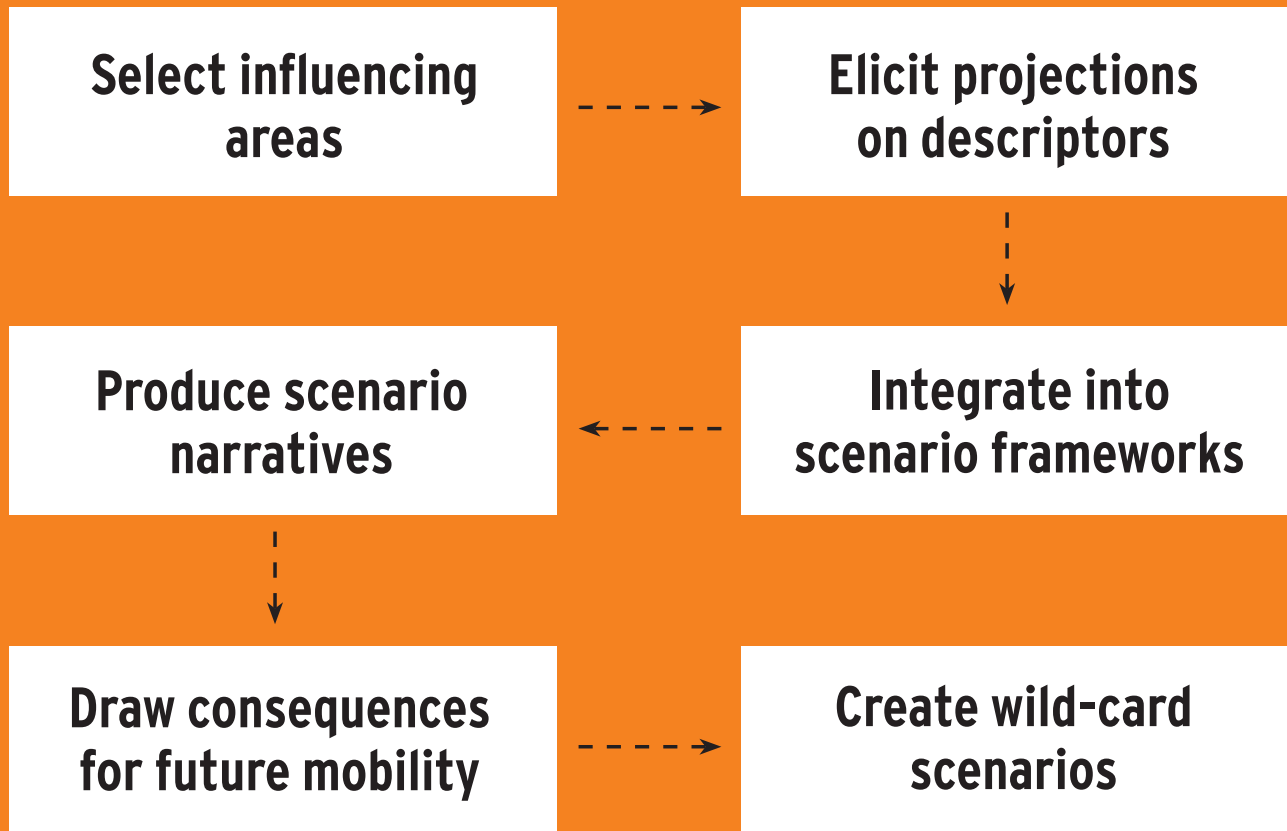 Select influencing
areas
Elicit projections
on descriptors
Integrate into
scenario frameworks
Produce scenario
narratives
Draw consequences
for future mobility
Create wild-card
scenarios